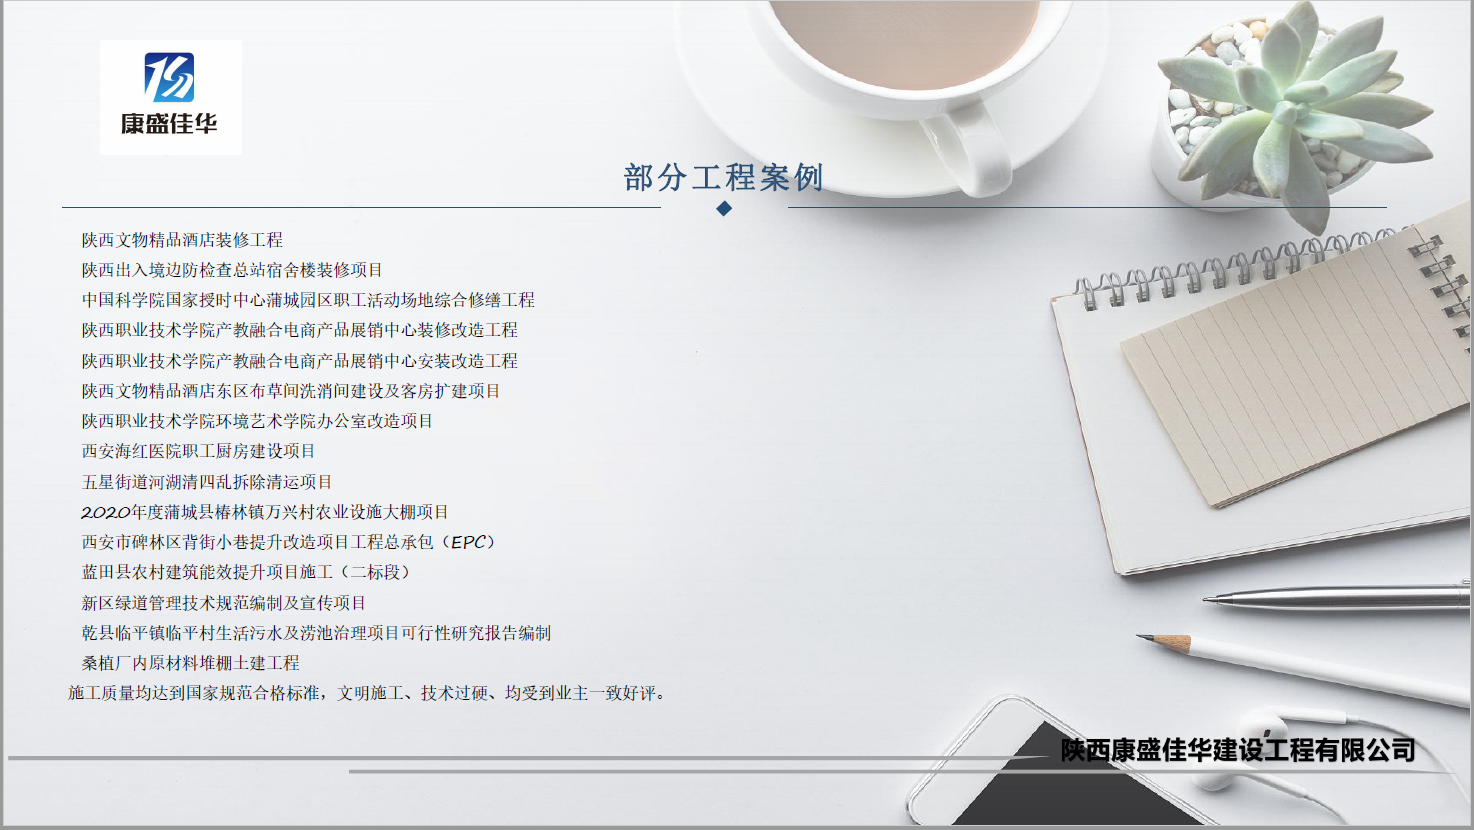 康盛佳华
部分工程案例
陕西文物精品酒店装修工程
陕西出入境边防检查总站宿舍楼装修项目
中国科学院国家授时中心蒲城园区职工活动场地综合修缮工程
陕西职业技术学院产教融合电商产品展销中心装修改造工程
陕西职业技术学院产教融合电商产品展销中心安装改造工程
陕西文物精品酒店东区布草间洗消间建设及客房扩建项目
陕西职业技术学院环境艺术学院办公室改造项目
西安海红医院职工厨房建设项目
五星街道河湖清四乱拆除清运项目
2020年度蒲城县椿林镇万兴村农业设施大棚项目
西安市碑林区背街小巷提升改造项目工程总承包（EPC）
蓝田县农村建筑能效提升项目施工（二标段）
新区绿道管理技术规范编制及宣传项目
乾县临平镇临平村生活污水及涝池治理项目可行性研究报告编制
桑植厂内原材料堆棚土建工程
施工质量均达到国家规范合格标准，文明施工、技术过硬、均受到业主一致好评。
陕西康盛佳华建设工程有限公司